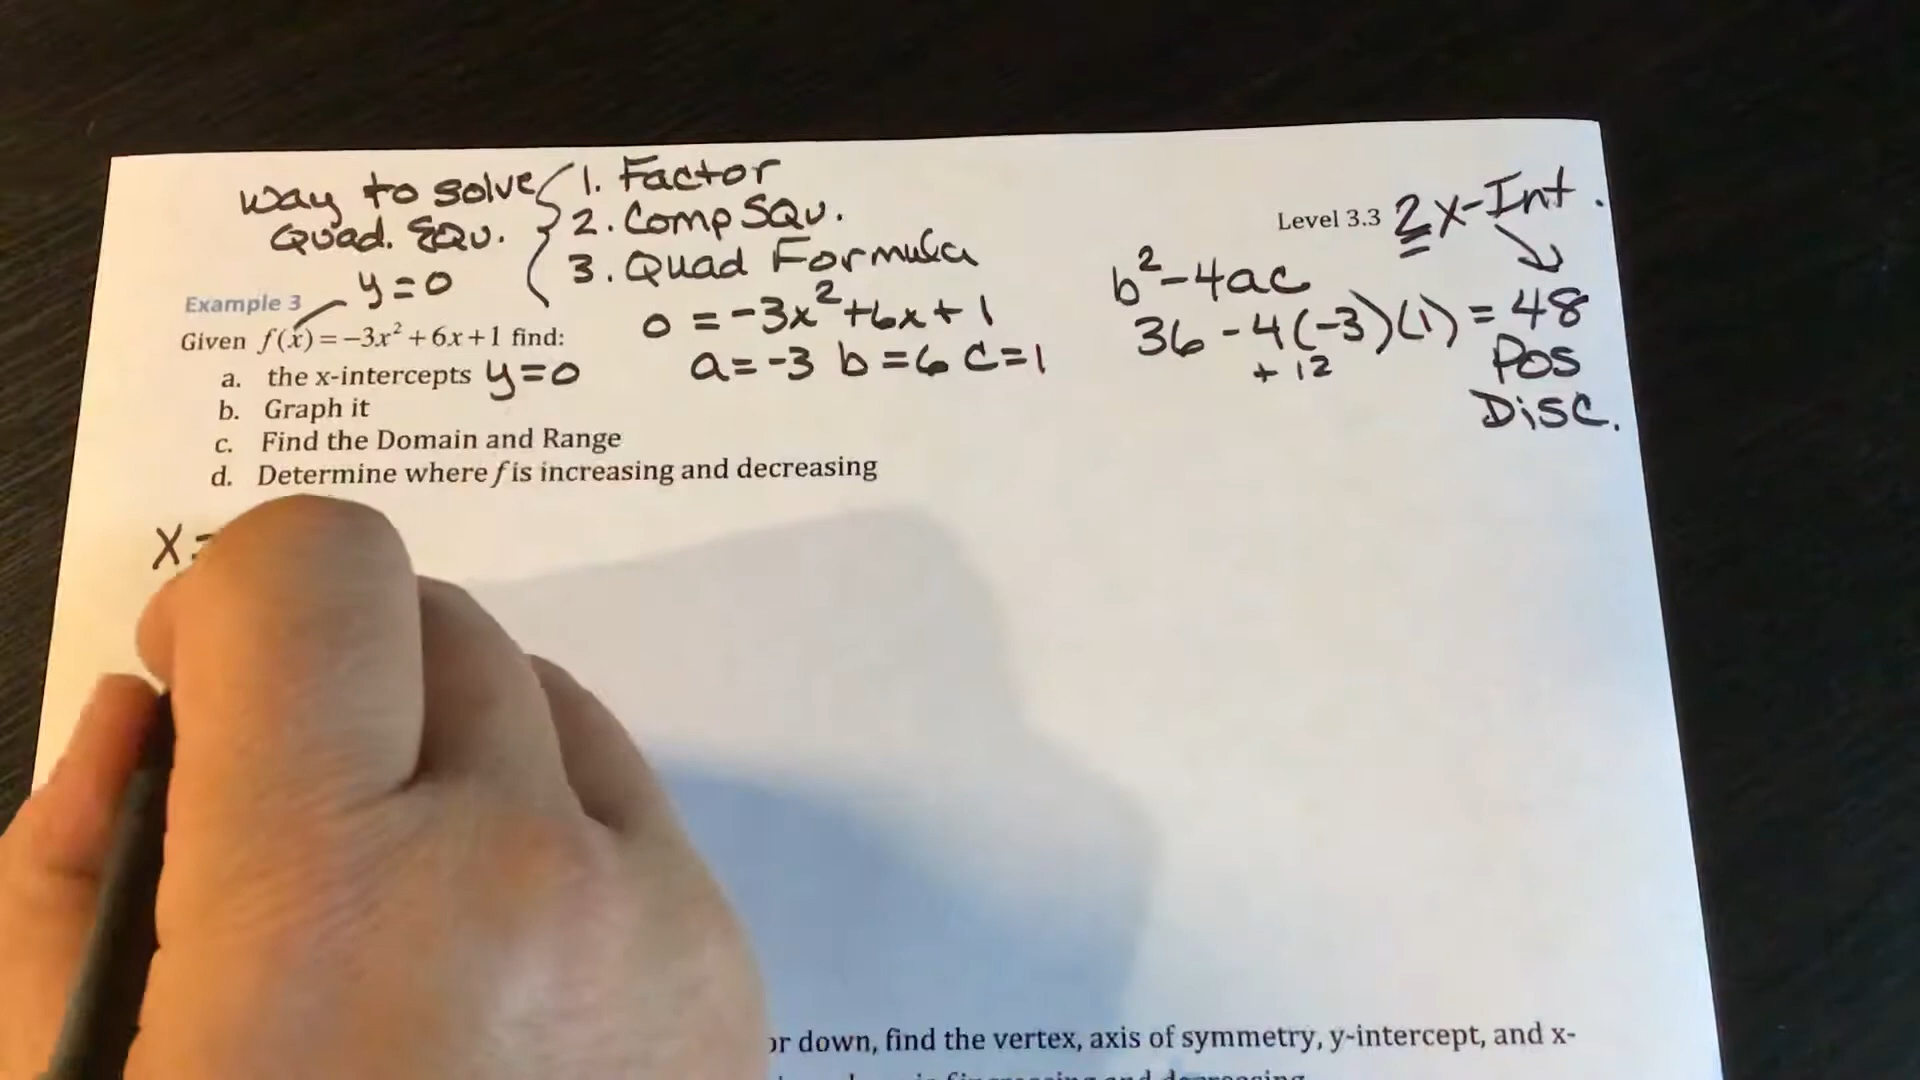 way to solve
Quad. EQU.
1. Factor
2. Comp SQU.
3. Quad Formula
Level 3.3
2 x-Int.
b²-4ac
36-4(-3)(1) = 48
+12
Pos
Disc.
y=0
Example 3
Given f(x)=−3x²+6x+1 find:
0 = -3x²+6x+1
a. the x-intercepts y=0
a=-3 b=6 c=1
b. Graph it
c. Find the Domain and Range
d. Determine where f is increasing and decreasing
X=
or down, find the vertex, axis of symmetry, y-intercept, and x-